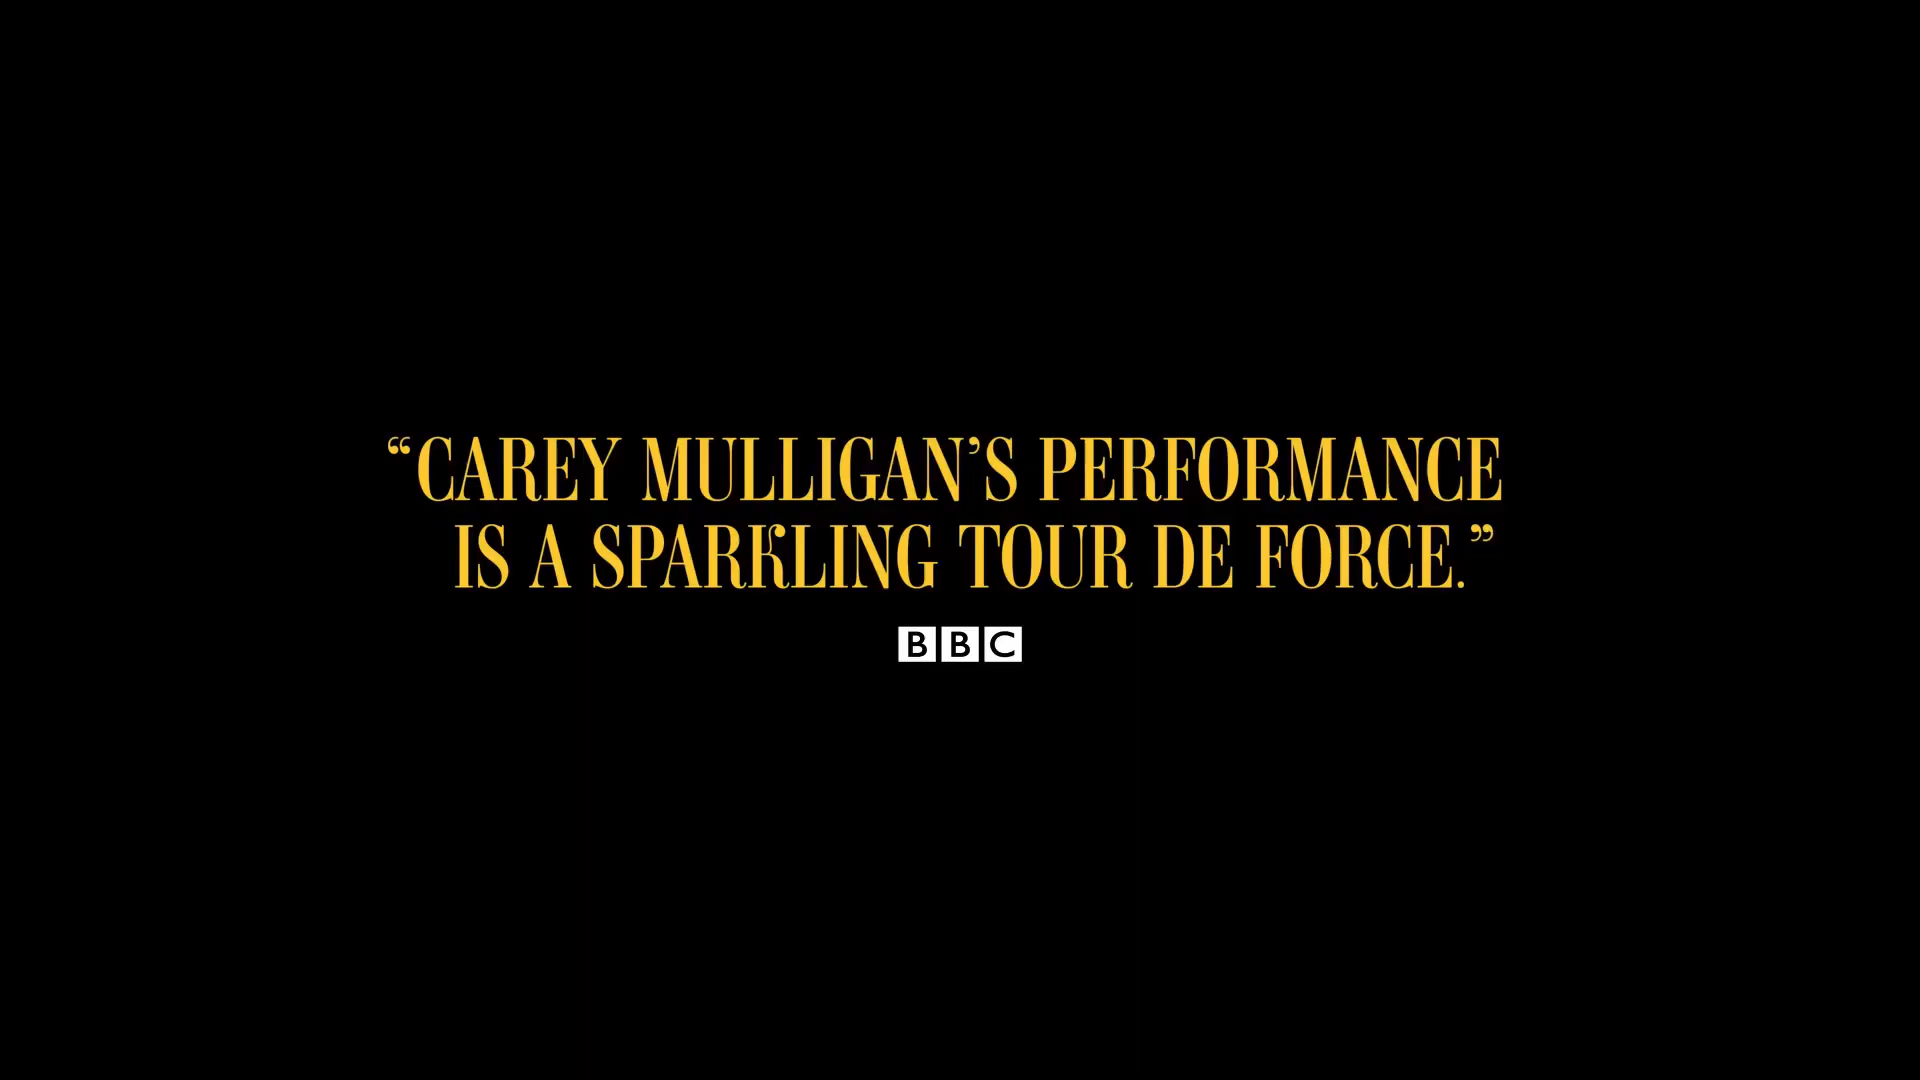 “CAREY MULLIGAN’S PERFORMANCE
IS A SPARKLING TOUR DE FORCE.”
BBC